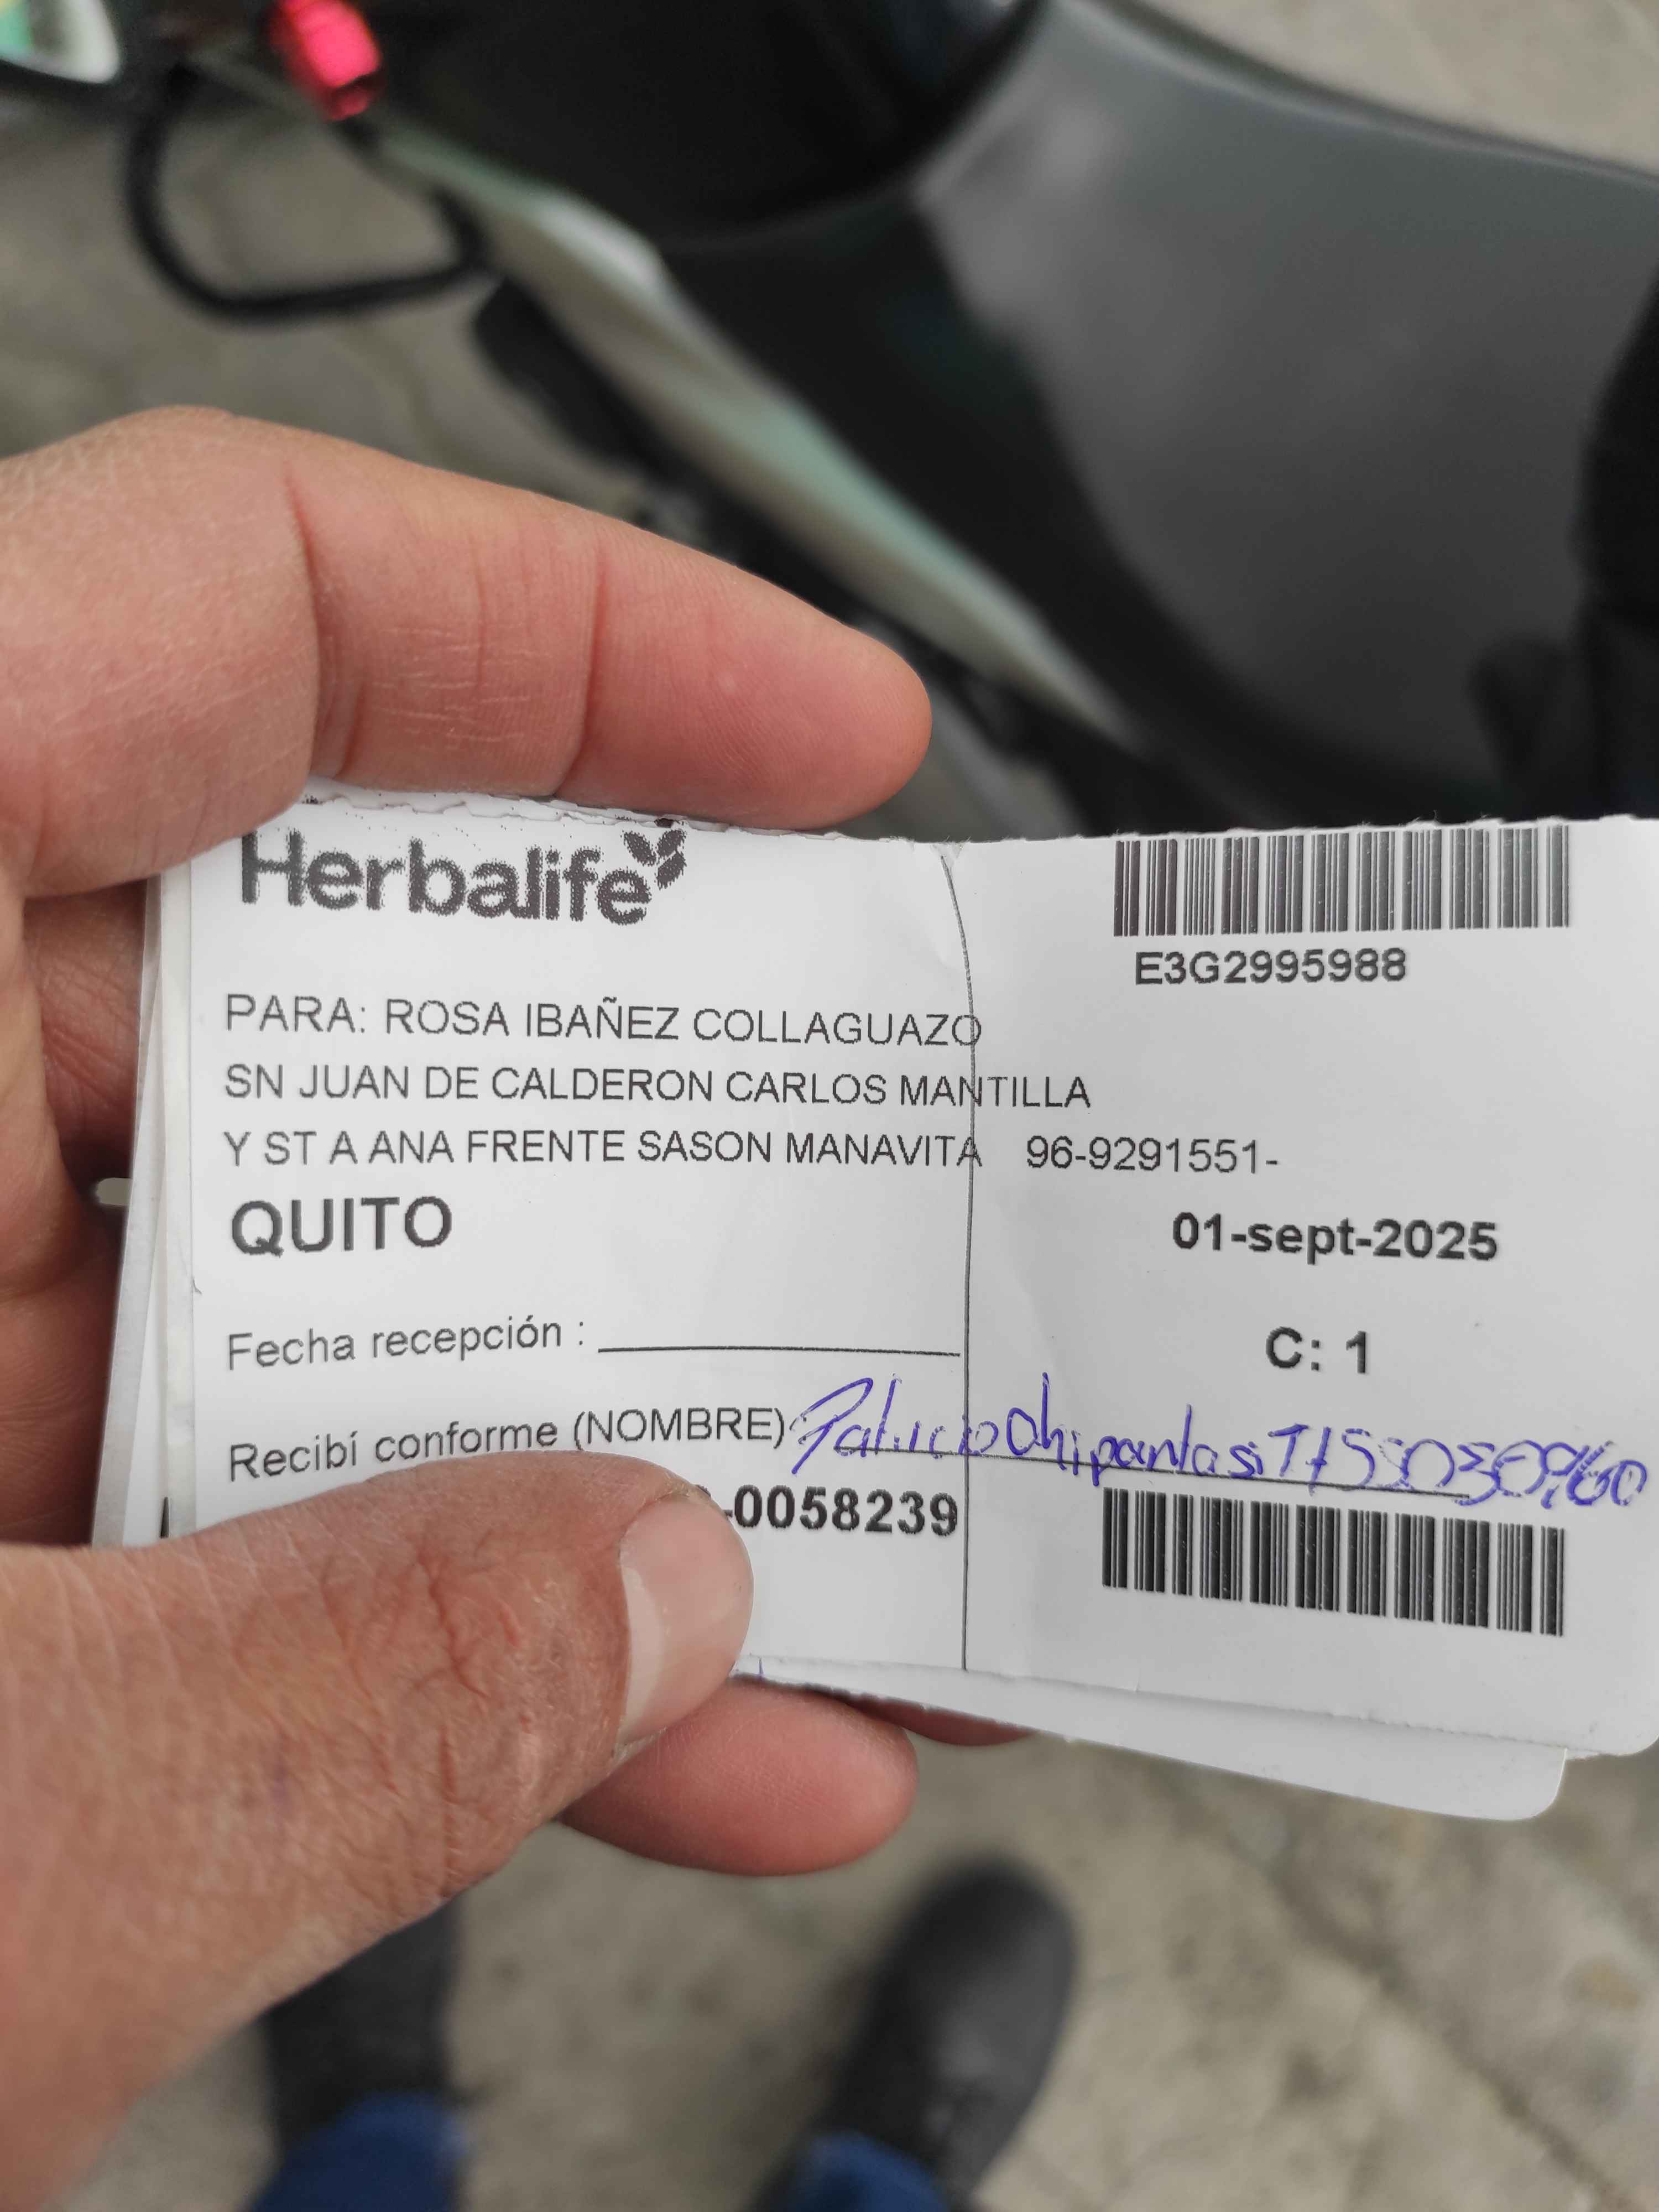 Herbalife
E3G2995988
PARA: ROSA IBAÑEZ COLLAGUAZO
SN JUAN DE CALDERON CARLOS MANTILLA
Y ST A ANA FRENTE SASON MANAVITA 96-9291551-
QUITO
01-sept-2025
Fecha recepción :
C: 1
Recibí conforme (NOMBRE)
-0058239